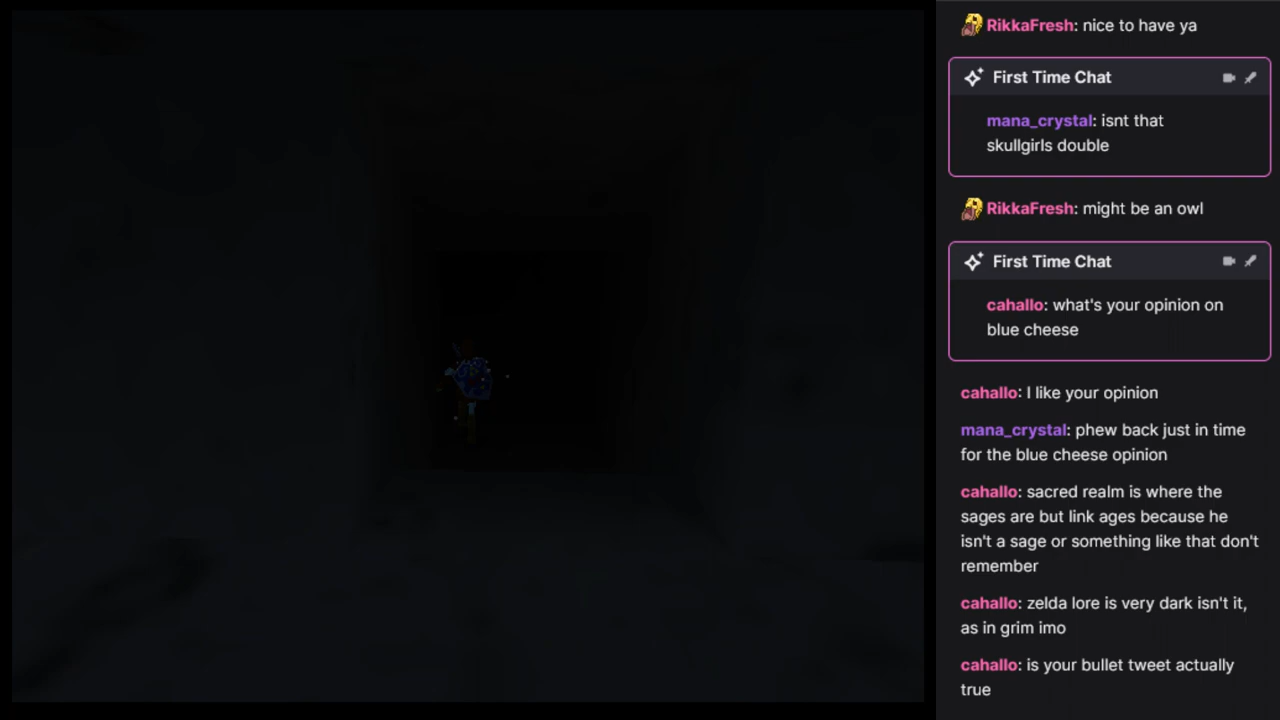 RikkaFresh: nice to have ya
First Time Chat
mana_crystal: isnt that
skullgirls double
RikkaFresh: might be an owl
First Time Chat
cahallo: what's your opinion on
blue cheese
cahallo: I like your opinion
mana_crystal: phew back just in time
for the blue cheese opinion
cahallo: sacred realm is where the
sages are but link ages because he
isn't a sage or something like that don't
remember
cahallo: zelda lore is very dark isn't it,
as in grim imo
cahallo: is your bullet tweet actually
true